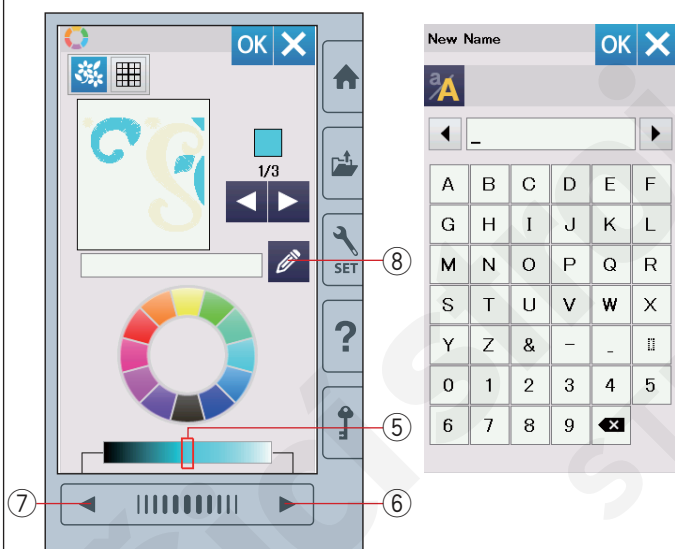 OK
1/3
SET
?
⑧
⑤
⑦
⑥
New Name
OK
a/A
_
A B C D E F
G H I J K L
M N O P Q R
S T U V W X
Y Z & - _
0 1 2 3 4 5
6 7 8 9